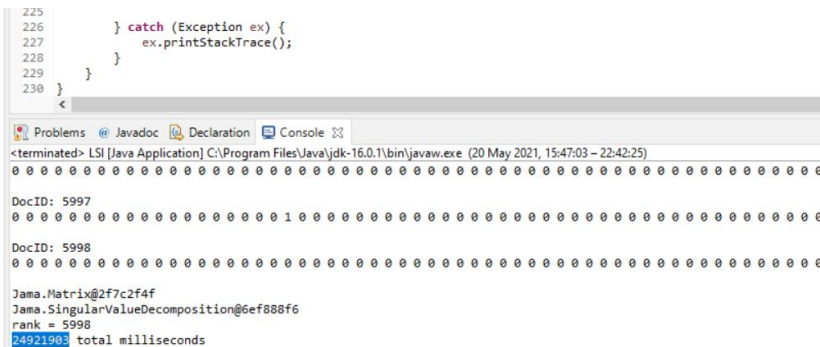 225
226 } catch (Exception ex) {
227 ex.printStackTrace();
228 }
229 }
230 }
Problems @ Javadoc Declaration Console
<terminated> LSI [Java Application] C:\Program Files\Java\jdk-16.0.1\bin\javaw.exe (20 May 2021, 15:47:03 – 22:42:25)
0 0 0 0 0 0 0 0 0 0 0 0 0 0 0 0 0 0 0 0 0 0 0 0 0 0 0 0 0 0 0 0 0 0 0 0 0 0 0 0 0 0 0 0 0 0 0 0 0 0 0 0 0 0 0 0 0
DocID: 5997
0 0 0 0 0 0 0 0 0 0 0 0 0 0 0 0 0 0 0 1 0 0 0 0 0 0 0 0 0 0 0 0 0 0 0 0 0 0 0 0 0 0 0 0 0 0 0 0 0 0 0 0 0 0 0 0 0
DocID: 5998
0 0 0 0 0 0 0 0 0 0 0 0 0 0 0 0 0 0 0 0 0 0 0 0 0 0 0 0 0 0 0 0 0 0 0 0 0 0 0 0 0 0 0 0 0 0 0 0 0 0 0 0 0 0 0 0 0
Jama.Matrix@2f7c2f4f
Jama.SingularValueDecomposition@6ef888f6
rank = 5998
24921903 total milliseconds